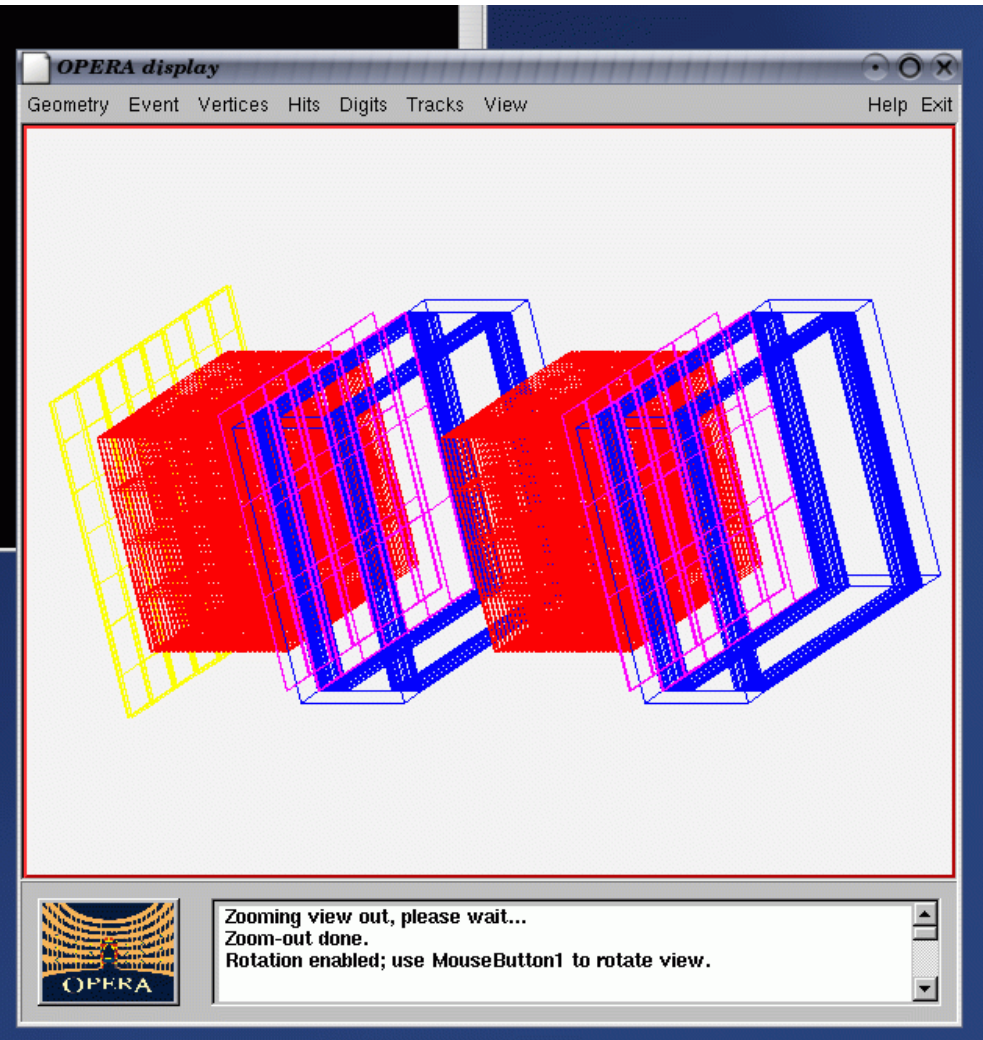 OPERA display
Geometry Event Vertices Hits Digits Tracks View Help Exit
Zooming view out, please wait...
Zoom-out done.
Rotation enabled; use MouseButton1 to rotate view.
OPERA